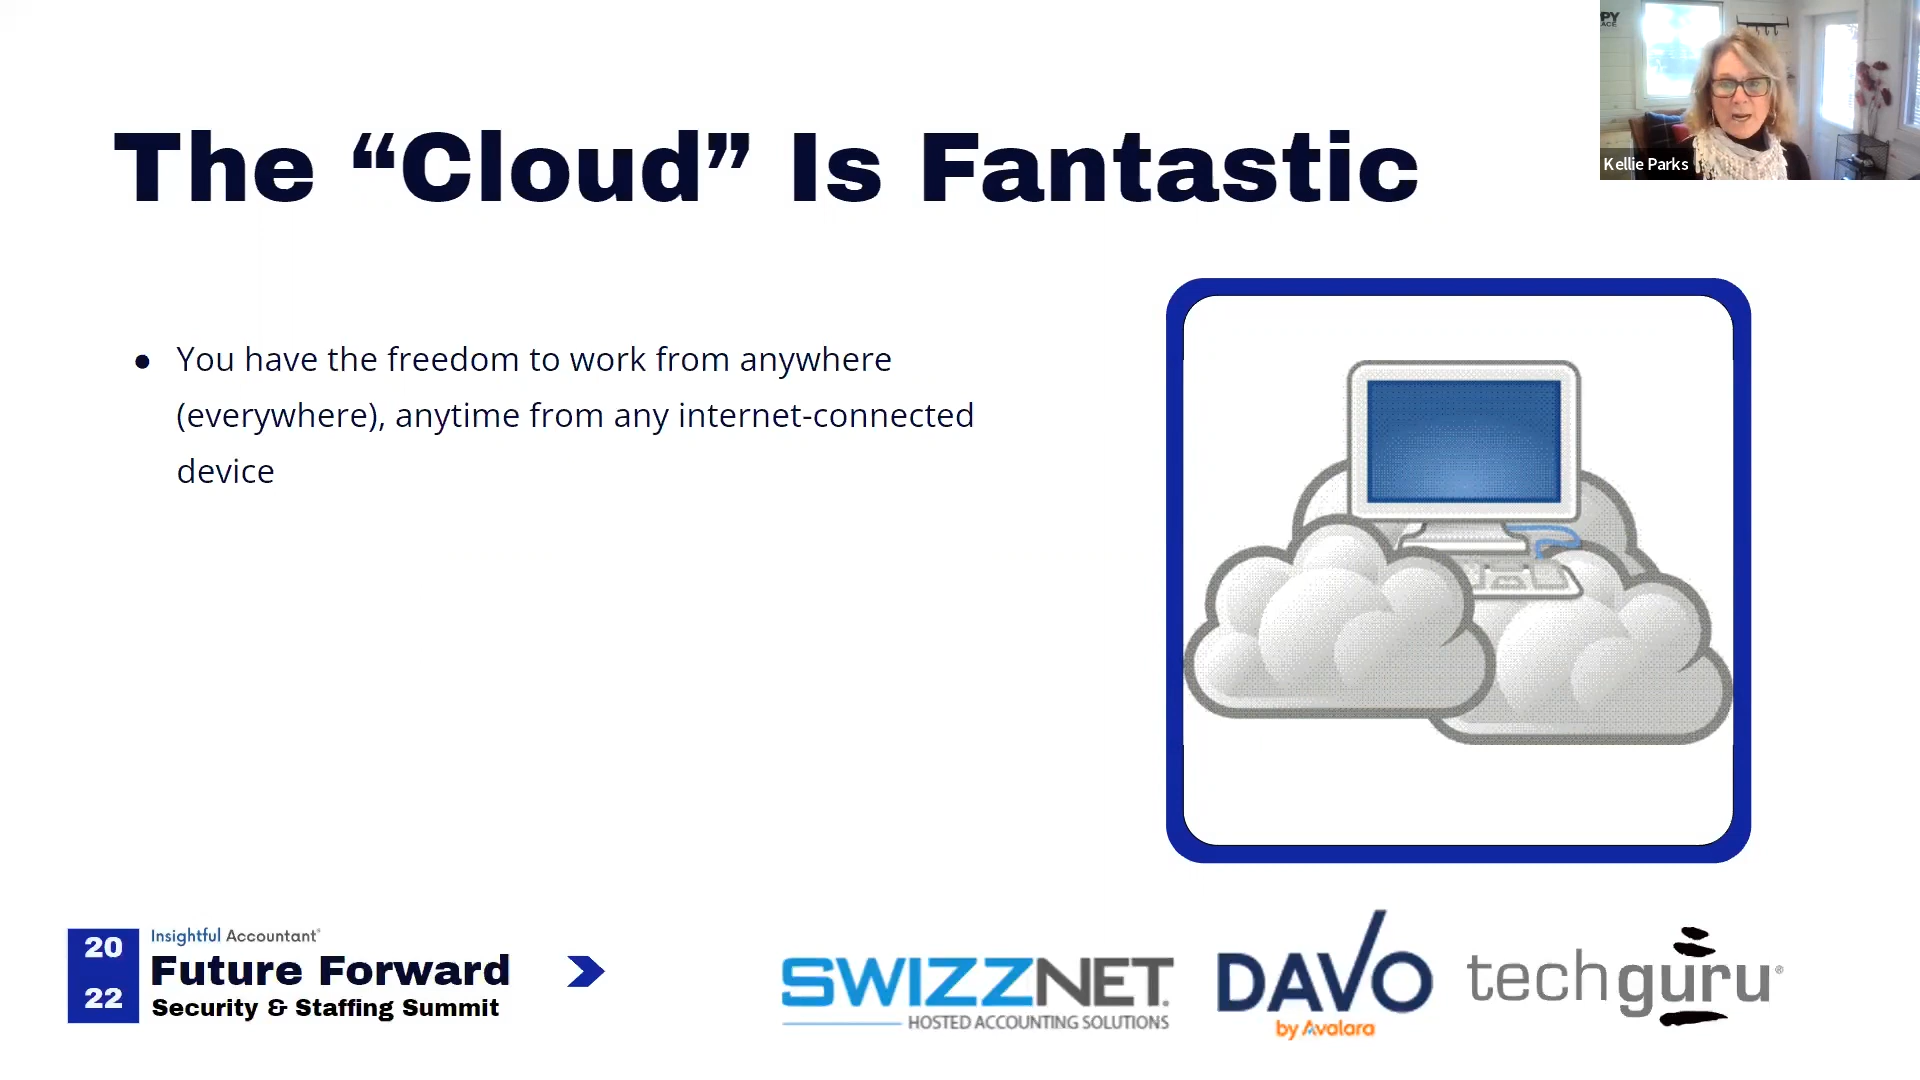 The “Cloud” Is Fantastic
PY
ACE
Kellie Parks
● You have the freedom to work from anywhere
(everywhere), anytime from any internet-connected
device
20
22
Insightful Accountant®
Future Forward
Security & Staffing Summit
SWIZZNET
HOSTED ACCOUNTING SOLUTIONS
DAVO
by Avalara
techguru®